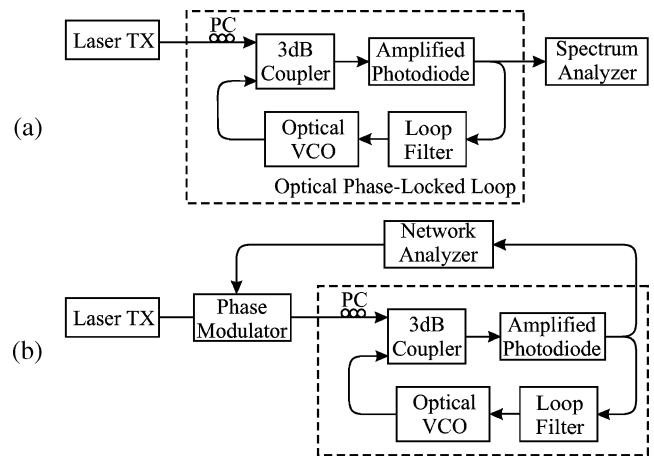 (a)
Laser TX
PC
3dB
Coupler
Amplified
Photodiode
Spectrum
Analyzer
Optical
VCO
Loop
Filter
Optical Phase-Locked Loop
(b)
Network
Analyzer
Laser TX
Phase
Modulator
PC
3dB
Coupler
Amplified
Photodiode
Optical
VCO
Loop
Filter